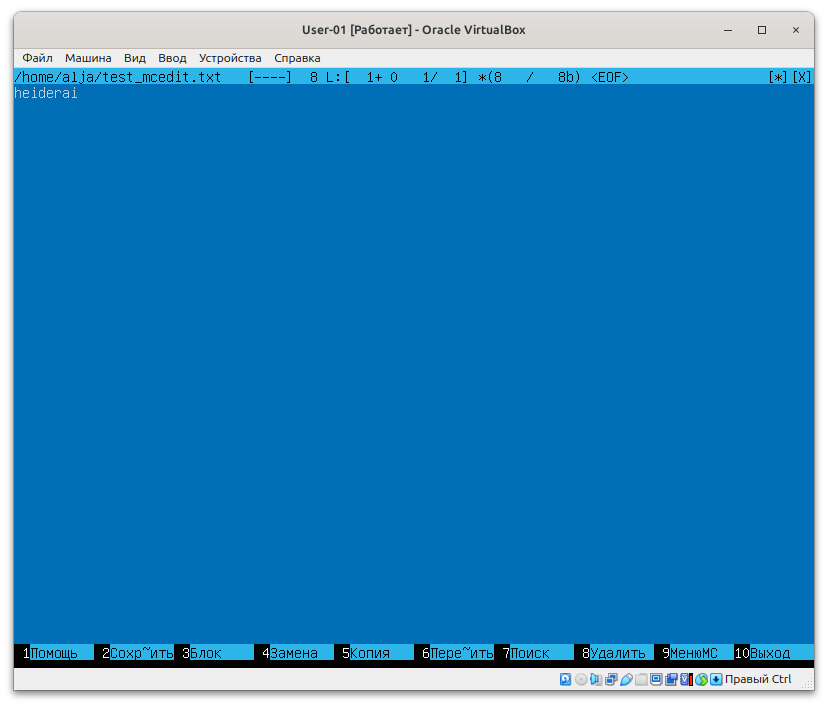 User-01 [Работает] - Oracle VirtualBox
Файл Машина Вид Ввод Устройства Справка
/home/alja/test_mcedit.txt [----] 8 L:[ 1+ 0 1/ 1] *(8 / 8b) <EOF> [*][X]
heiderai
1Помощь 2Сохр~ить 3Блок 4Замена 5Копия 6Пере~ить 7Поиск 8Удалить 9МенюMC 10Выход
Правый Ctrl